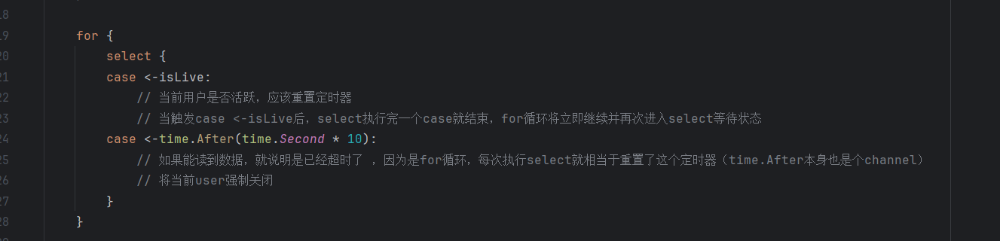 18
19 for {
20 select {
21 case <-isLive:
22 // 当前用户是否活跃，应该重置定时器
23 // 当触发case <-isLive后，select执行完一个case就结束，for循环将立即继续并再次进入select等待状态
24 case <-time.After(time.Second * 10):
25 // 如果能读到数据，就说明是已经超时了 ，因为是for循环，每次执行select就相当于重置了这个定时器（time.After本身也是个channel）
26 // 将当前user强制关闭
27 }
28 }